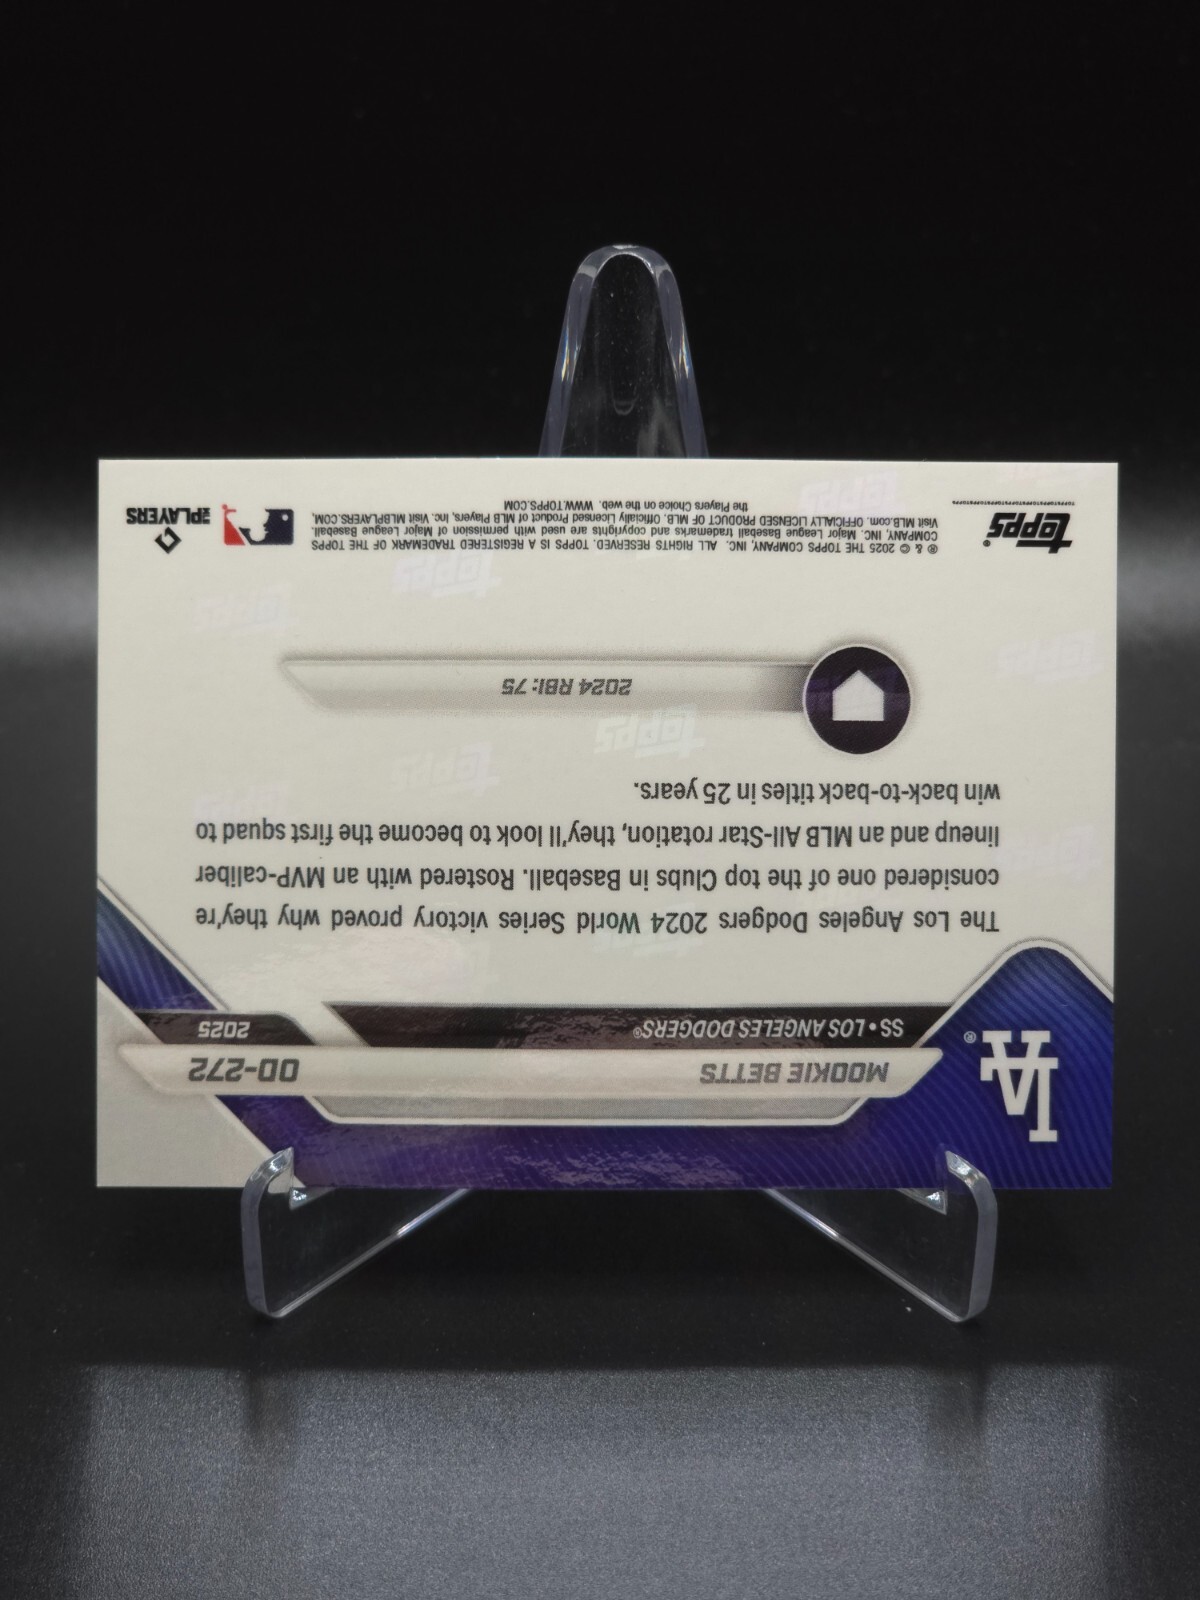 LA®
MOOKIE BETTS
OD-272
SS • LOS ANGELES DODGERS®
2025
The Los Angeles Dodgers 2024 World Series victory proved why they're
considered one of the top Clubs in Baseball. Rostered with an MVP-caliber
lineup and an MLB All-Star rotation, they'll look to become the first squad to
win back-to-back titles in 25 years.
2024 RBI: 75
topps®
® & © 2025 THE TOPPS COMPANY, INC. ALL RIGHTS RESERVED. TOPPS IS A REGISTERED TRADEMARK OF THE TOPPS
COMPANY, INC. Major League Baseball trademarks and copyrights are used with permission of Major League Baseball.
Visit MLB.com. OFFICIALLY LICENSED PRODUCT OF MLB. Officially Licensed Product of MLB Players, Inc. Visit MLBPLAYERS.COM,
the Players Choice on the web. WWW.TOPPS.COM
PLAYERS